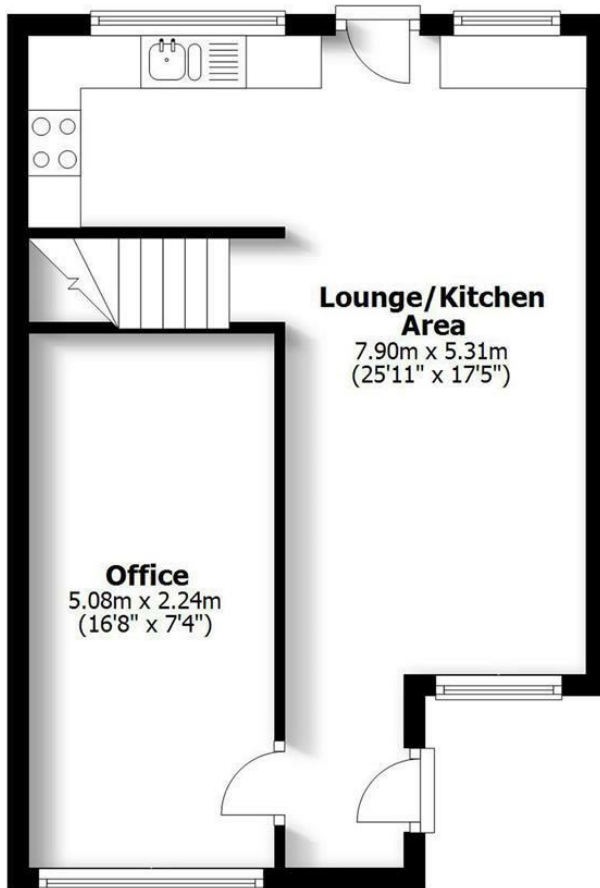 Lounge/Kitchen
Area
7.90m x 5.31m
(25'11" x 17'5")
Office
5.08m x 2.24m
(16'8" x 7'4")